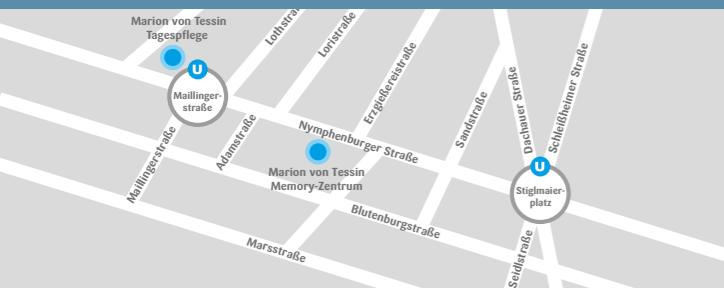 Marion von Tessin
Tagespflege
Lothstraße
Loristraße
Erzgießereistraße
U
Maillinger-
straße
Nymphenburger Straße
Sandstraße
Dachauer Straße
Schleißheimer Straße
Maillingerstraße
Adamstraße
Marion von Tessin
Memory-Zentrum
U
Stiglmaier-
platz
Blutenburgstraße
Marsstraße
Seidlstraße